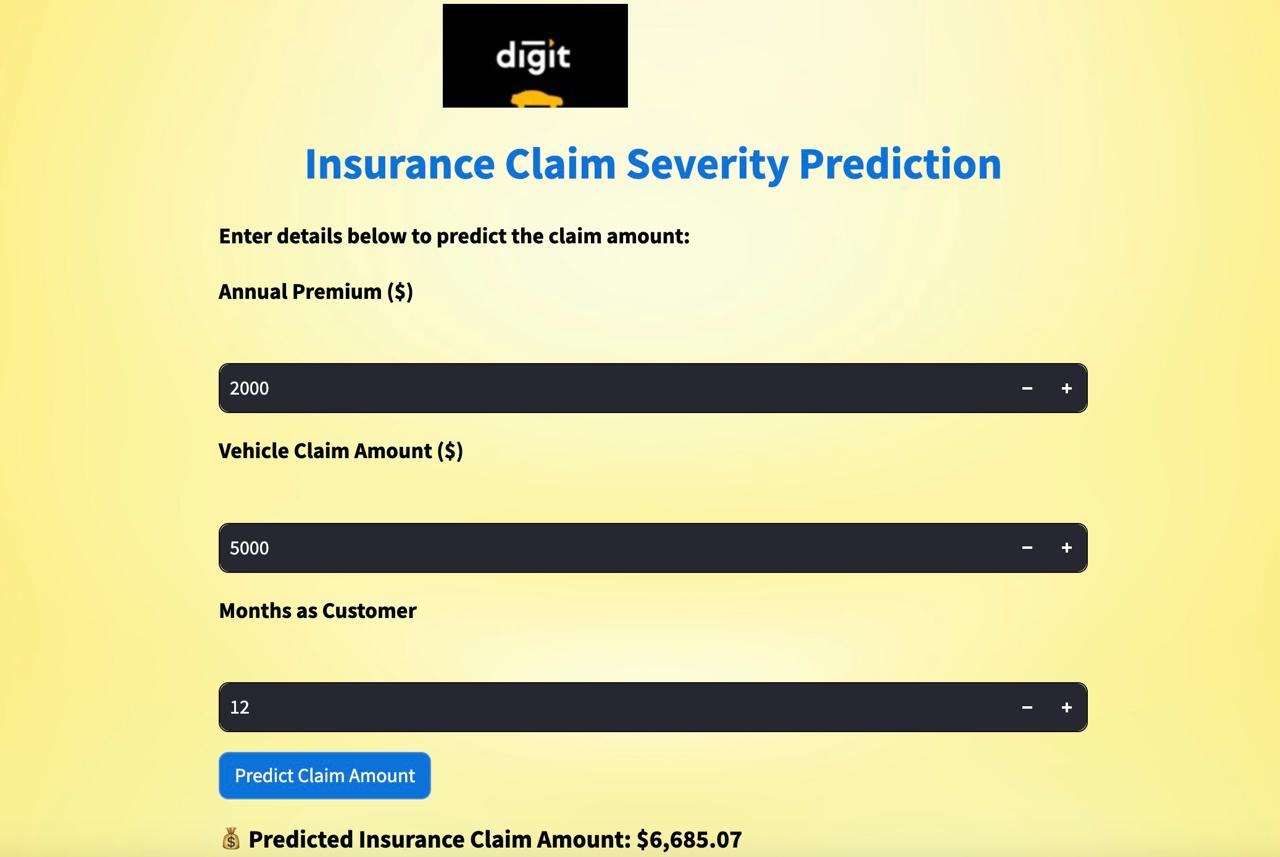 digit
Insurance Claim Severity Prediction
Enter details below to predict the claim amount:
Annual Premium ($)
2000 − +
Vehicle Claim Amount ($)
5000 − +
Months as Customer
12 − +
Predict Claim Amount
💰 Predicted Insurance Claim Amount: $6,685.07